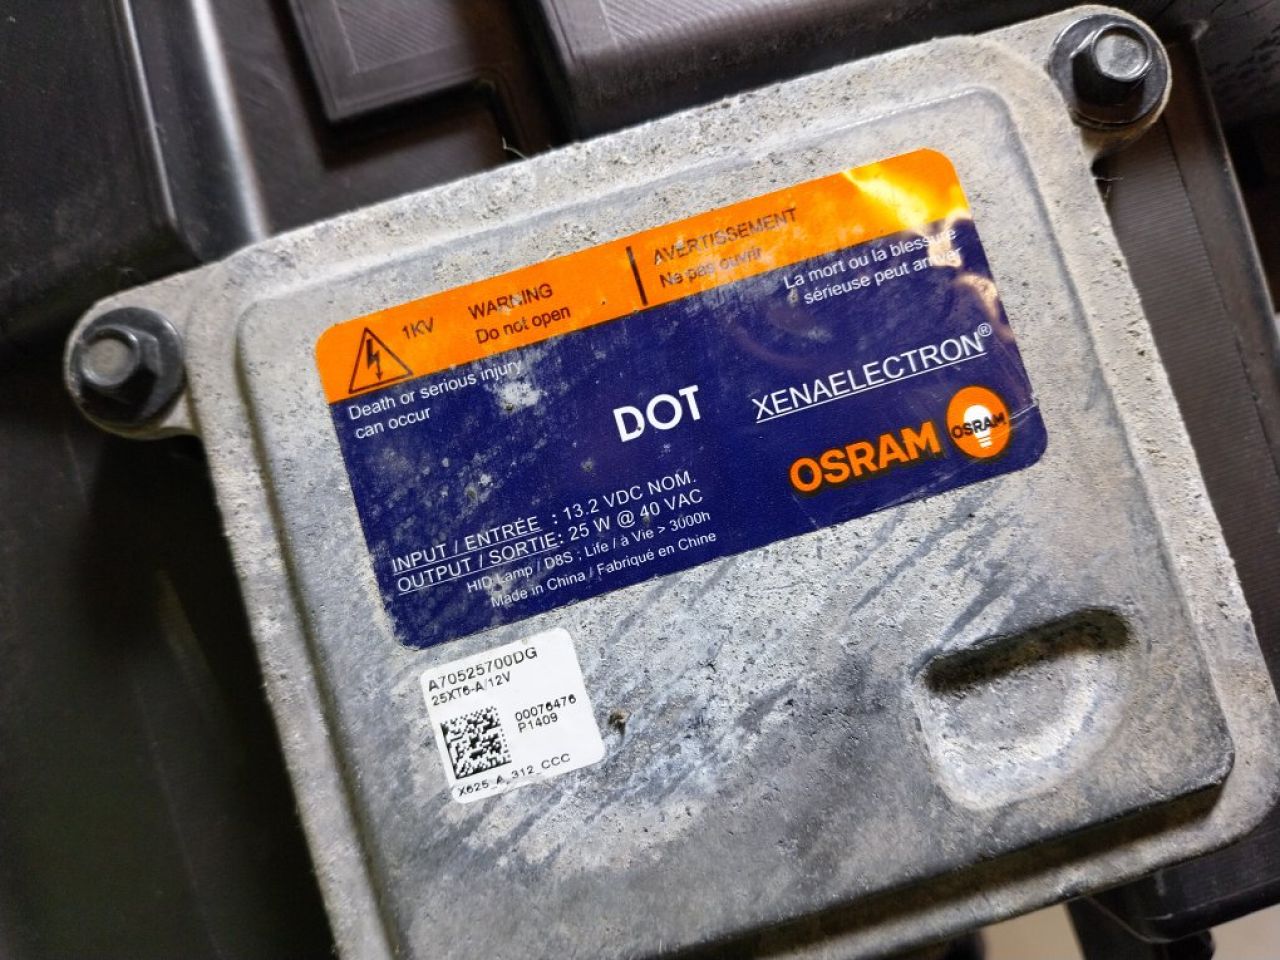 1KV
WARNING
Do not open
AVERTISSEMENT
Ne pas ouvrir
Death or serious injury
can occur
La mort ou la blessure
sérieuse peut arriver
DOT
XENAELECTRON®
OSRAM
OSRAM
INPUT / ENTRÉE : 13.2 VDC NOM.
OUTPUT / SORTIE: 25 W @ 40 VAC
HID Lamp / D8S ; Life / à Vie > 3000h
Made in China / Fabriqué en Chine
A70525700DG
25XT6-A/12V
00076476
P1409
X625_A_312_CCC